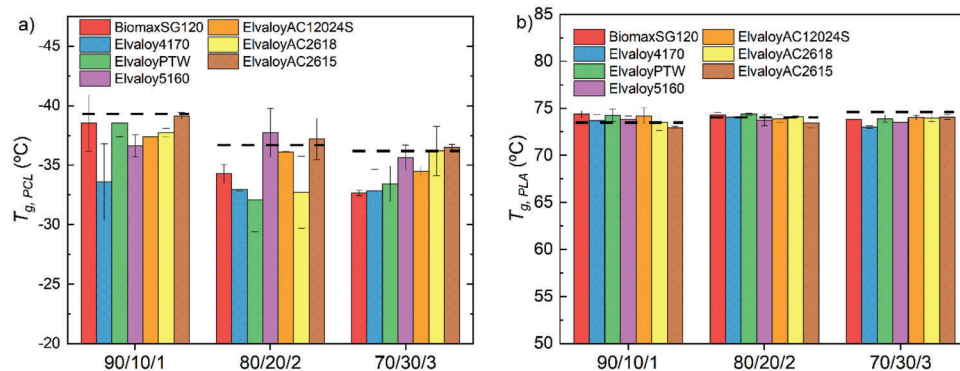 a)
BiomaxSG120
Elvaloy4170
ElvaloyPTW
Elvaloy5160
ElvaloyAC12024S
ElvaloyAC2618
ElvaloyAC2615
-45
-40
-35
-30
-25
-20
Tg, PCL (ºC)
90/10/1
80/20/2
70/30/3
b)
BiomaxSG120
Elvaloy4170
ElvaloyPTW
Elvaloy5160
ElvaloyAC12024S
ElvaloyAC2618
ElvaloyAC2615
85
80
75
70
65
60
55
50
Tg, PLA (ºC)
90/10/1
80/20/2
70/30/3